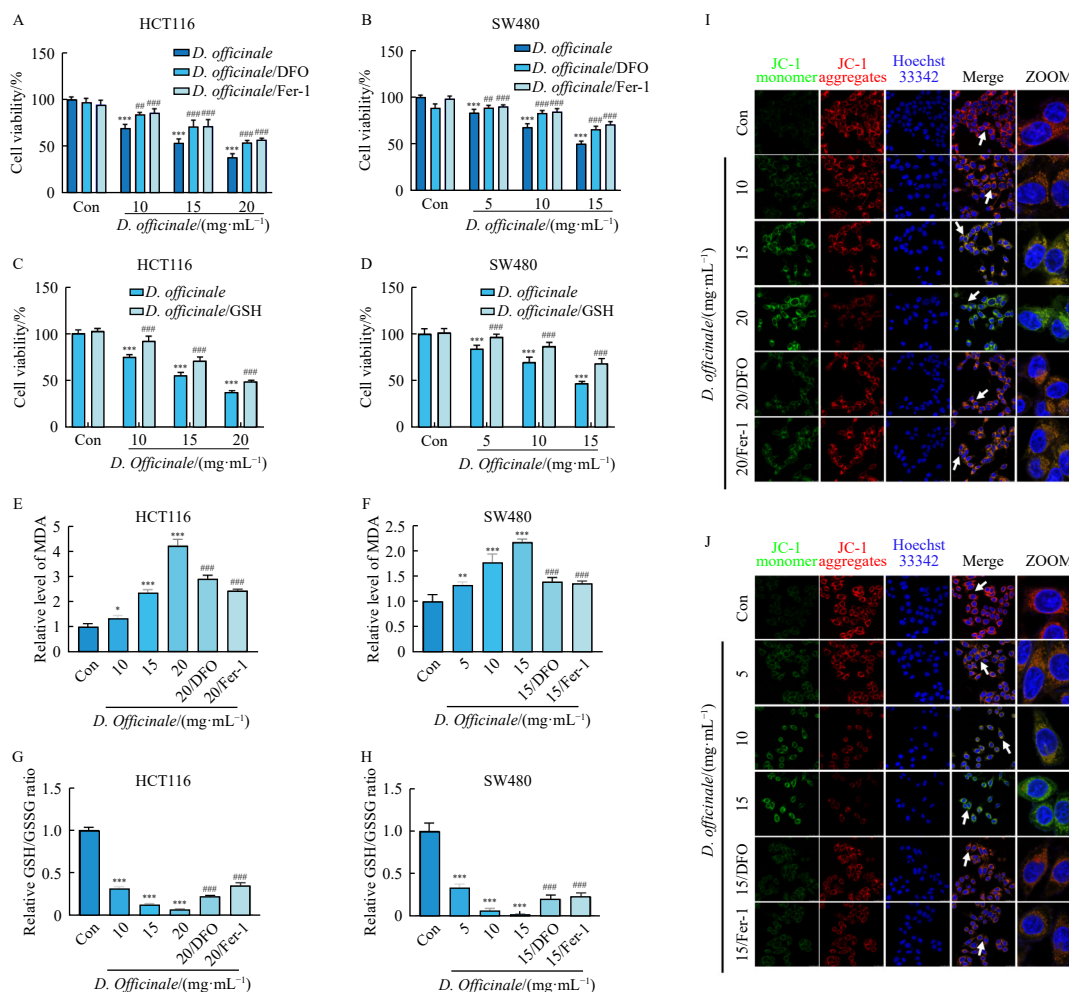 A
HCT116
D. officinale
D. officinale/DFO
D. officinale/Fer-1
Cell viability/%
200
150
100
50
0
*** ## ###
*** ### ###
*** ### ###
Con 10 15 20
D. officinale/(mg·mL⁻¹)
B
SW480
D. officinale
D. officinale/DFO
D. officinale/Fer-1
Cell viability/%
200
150
100
50
0
*** ## ###
*** ### ###
*** ### ###
Con 5 10 15
D. officinale/(mg·mL⁻¹)
C
HCT116
D. officinale
D. officinale/GSH
Cell viability/%
150
100
50
0
*** ###
*** ###
*** ###
Con 10 15 20
D. Officinale/(mg·mL⁻¹)
D
SW480
D. officinale
D. officinale/GSH
Cell viability/%
150
100
50
0
*** ###
*** ###
*** ###
Con 5 10 15
D. Officinale/(mg·mL⁻¹)
E
HCT116
Relative level of MDA
5
4
3
2
1
0
* *** *** ### ###
Con 10 15 20 20/DFO 20/Fer-1
D. Officinale/(mg·mL⁻¹)
F
SW480
Relative level of MDA
2.5
2.0
1.5
1.0
0.5
0
** *** *** ### ###
Con 5 10 15 15/DFO 15/Fer-1
D. Officinale/(mg·mL⁻¹)
G
HCT116
Relative GSH/GSSG ratio
1.5
1.0
0.5
0
*** *** *** ### ###
Con 10 15 20 20/DFO 20/Fer-1
D. Officinale/(mg·mL⁻¹)
H
SW480
Relative GSH/GSSG ratio
1.5
1.0
0.5
0
*** *** *** ### ###
Con 5 10 15 15/DFO 15/Fer-1
D. Officinale/(mg·mL⁻¹)
I
JC-1 monomer
JC-1 aggregates
Hoechst 33342
Merge
ZOOM
Con
10
15
20
20/DFO
20/Fer-1
D. officinale/(mg·mL⁻¹)
J
JC-1 monomer
JC-1 aggregates
Hoechst 33342
Merge
ZOOM
Con
5
10
15
15/DFO
15/Fer-1
D. officinale/(mg·mL⁻¹)